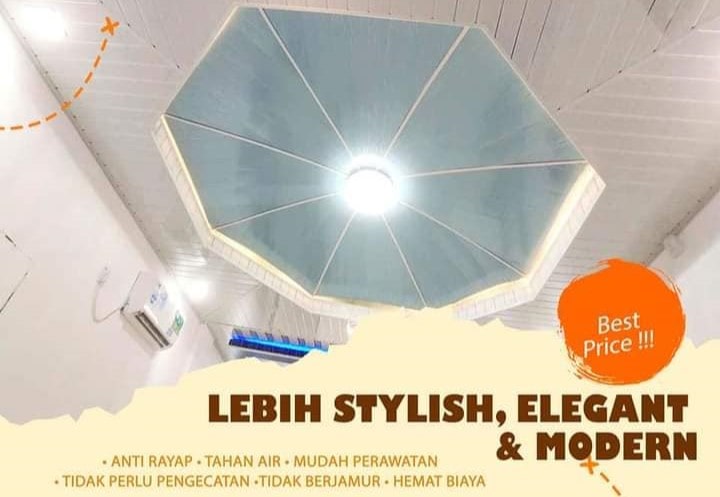 Best
Price !!!
LEBIH STYLISH, ELEGANT
& MODERN
• ANTI RAYAP • TAHAN AIR • MUDAH PERAWATAN
• TIDAK PERLU PENGECATAN •TIDAK BERJAMUR • HEMAT BIAYA